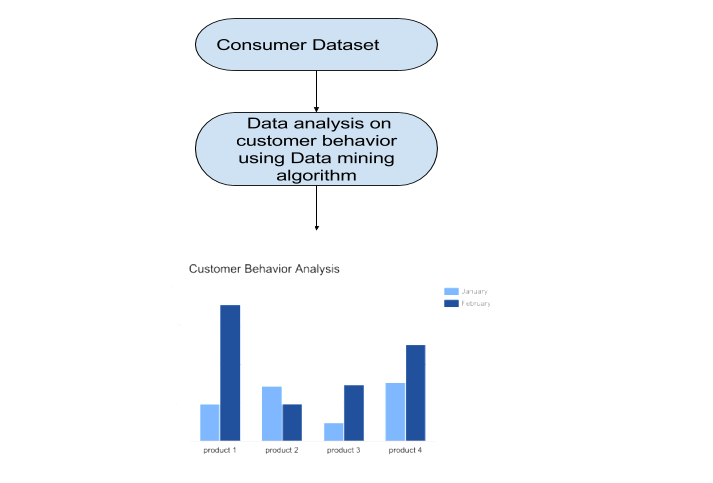 Consumer Dataset
Data analysis on
customer behavior
using Data mining
algorithm
Customer Behavior Analysis
January
February
product 1
product 2
product 3
product 4